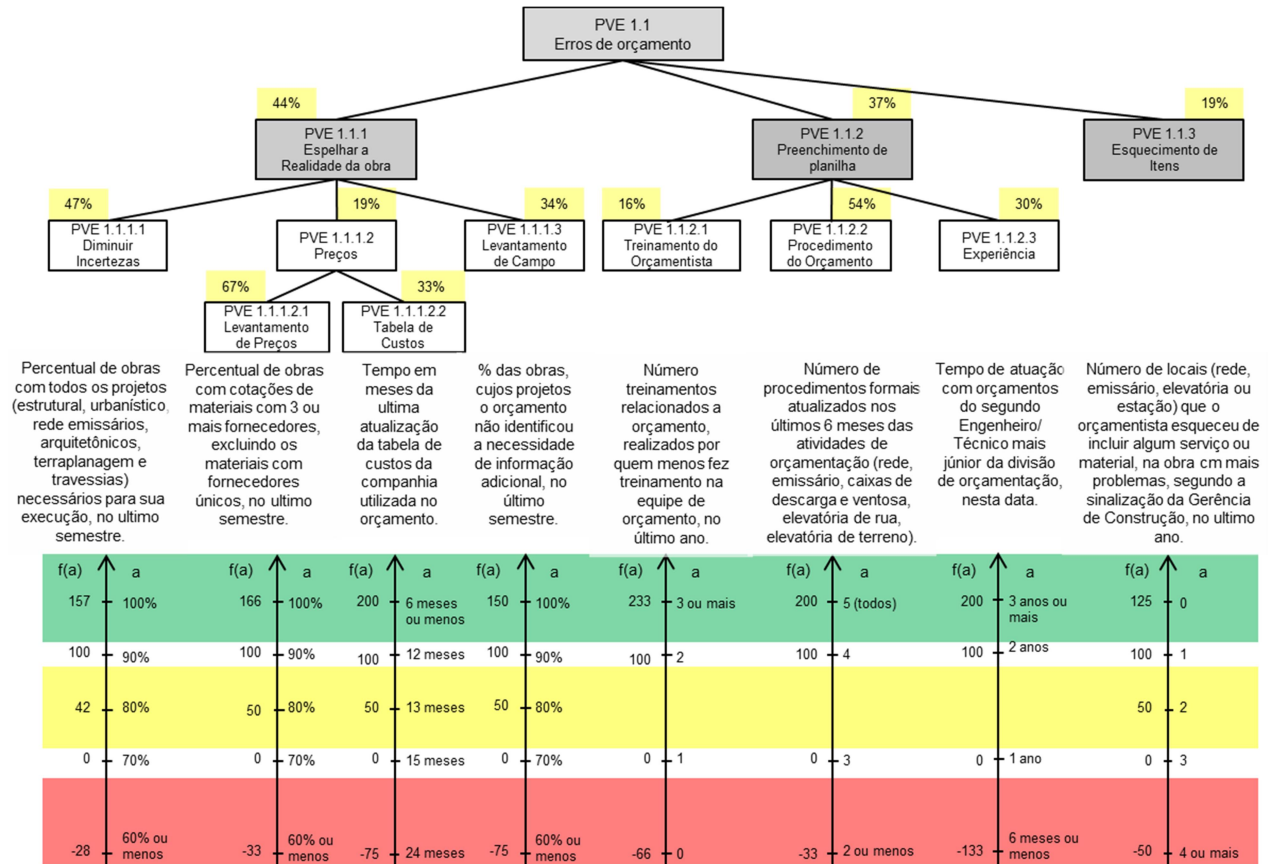 PVE 1.1
Erros de orçamento
44%
37%
19%
PVE 1.1.1
Espelhar a
Realidade da obra
PVE 1.1.2
Preenchimento de
planilha
PVE 1.1.3
Esquecimento de
Itens
47%
19%
34%
16%
54%
30%
PVE 1.1.1.1
Diminuir
Incertezas
PVE 1.1.1.2
Preços
PVE 1.1.1.3
Levantamento
de Campo
PVE 1.1.2.1
Treinamento do
Orçamentista
PVE 1.1.2.2
Procedimento
do Orçamento
PVE 1.1.2.3
Experiência
67%
33%
PVE 1.1.1.2.1
Levantamento
de Preços
PVE 1.1.1.2.2
Tabela de
Custos
Percentual de obras
com todos os projetos
(estrutural, urbanístico,
rede emissários,
arquitetônicos,
terraplanagem e
travessias)
necessários para sua
execução, no ultimo
semestre.
Percentual de obras
com cotações de
materiais com 3 ou
mais fornecedores,
excluindo os
materiais com
fornecedores
únicos, no ultimo
semestre.
Tempo em
meses da
ultima
atualização
da tabela de
custos da
companhia
utilizada no
orçamento.
% das obras,
cujos projetos
o orçamento
não identificou
a necessidade
de informação
adicional, no
último
semestre.
Número
treinamentos
relacionados a
orçamento,
realizados por
quem menos fez
treinamento na
equipe de
orçamento, no
último ano.
Número de
procedimentos formais
atualizados nos
últimos 6 meses das
atividades de
orçamentação (rede,
emissário, caixas de
descarga e ventosa,
elevatória de rua,
elevatória de terreno).
Tempo de atuação
com orçamentos
do segundo
Engenheiro/
Técnico mais
júnior da divisão
de orçamentação,
nesta data.
Número de locais (rede,
emissário, elevatória ou
estação) que o
orçamentista esqueceu de
incluir algum serviço ou
material, na obra cm mais
problemas, segundo a
sinalização da Gerência
de Construção, no ultimo
ano.
f(a) a
157 100%
100 90%
42 80%
0 70%
-28 60% ou
menos
f(a) a
166 100%
100 90%
50 80%
0 70%
-33 60% ou
menos
f(a) a
200 6 meses
ou menos
100 12 meses
50 13 meses
0 15 meses
-75 24 meses
f(a) a
150 100%
100 90%
50 80%
0 70%
-75 60% ou
menos
f(a) a
233 3 ou mais
100 2
0 1
-66 0
f(a) a
200 5 (todos)
100 4
0 3
-33 2 ou menos
f(a) a
200 3 anos ou
mais
100 2 anos
0 1 ano
-133 6 meses ou
menos
f(a) a
125 0
100 1
50 2
0 3
-50 4 ou mais